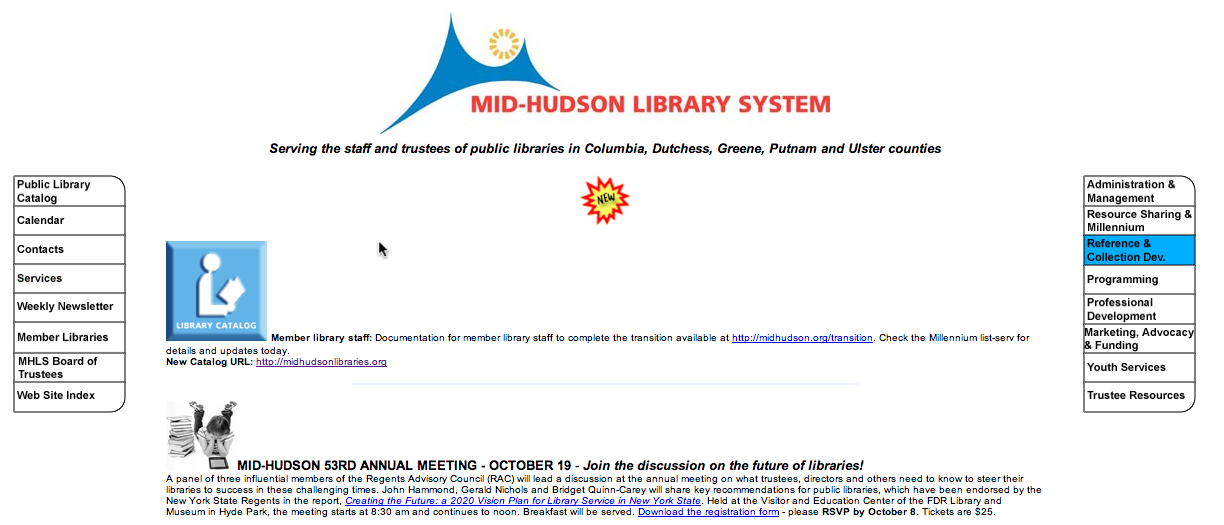 MID-HUDSON LIBRARY SYSTEM
Serving the staff and trustees of public libraries in Columbia, Dutchess, Greene, Putnam and Ulster counties
Public Library
Catalog
Calendar
Contacts
Services
Weekly Newsletter
Member Libraries
MHLS Board of
Trustees
Web Site Index
NEW
LIBRARY CATALOG
Member library staff: Documentation for member library staff to complete the transition available at http://midhudson.org/transition. Check the Millennium list-serv for
details and updates today.
New Catalog URL: http://midhudsonlibraries.org
MID-HUDSON 53RD ANNUAL MEETING - OCTOBER 19 - Join the discussion on the future of libraries!
A panel of three influential members of the Regents Advisory Council (RAC) will lead a discussion at the annual meeting on what trustees, directors and others need to know to steer their
libraries to success in these challenging times. John Hammond, Gerald Nichols and Bridget Quinn-Carey will share key recommendations for public libraries, which have been endorsed by the
New York State Regents in the report, Creating the Future: a 2020 Vision Plan for Library Service in New York State. Held at the Visitor and Education Center of the FDR Library and
Museum in Hyde Park, the meeting starts at 8:30 am and continues to noon. Breakfast will be served. Download the registration form - please RSVP by October 8. Tickets are $25.
Administration &
Management
Resource Sharing &
Millennium
Reference &
Collection Dev.
Programming
Professional
Development
Marketing, Advocacy
& Funding
Youth Services
Trustee Resources